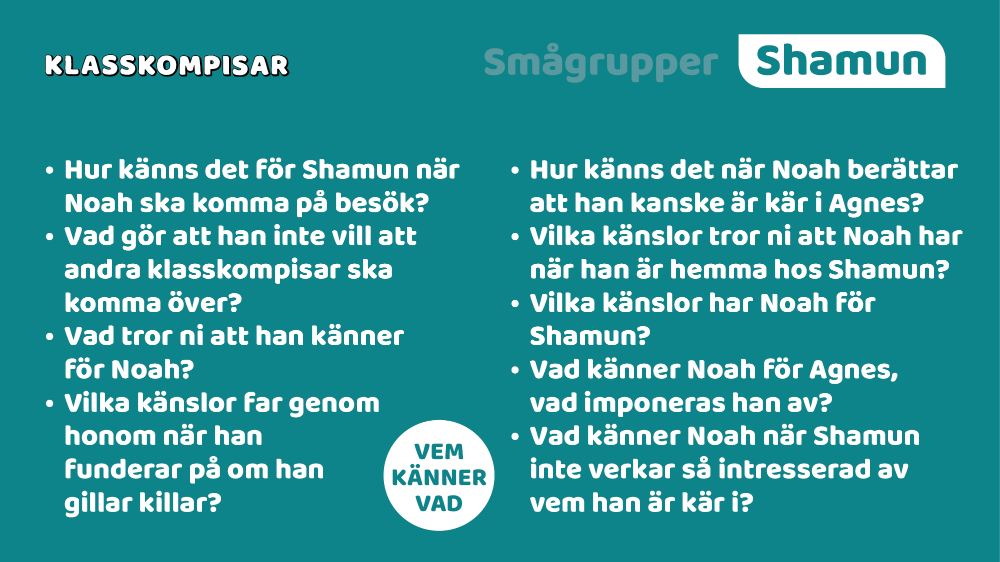 KLASSKOMPISAR
Smågrupper
Shamun
• Hur känns det för Shamun när
Noah ska komma på besök?
• Vad gör att han inte vill att
andra klasskompisar ska
komma över?
• Vad tror ni att han känner
för Noah?
• Vilka känslor far genom
honom när han
funderar på om han
gillar killar?
VEM
KÄNNER
VAD
• Hur känns det när Noah berättar
att han kanske är kär i Agnes?
• Vilka känslor tror ni att Noah har
när han är hemma hos Shamun?
• Vilka känslor har Noah för
Shamun?
• Vad känner Noah för Agnes,
vad imponeras han av?
• Vad känner Noah när Shamun
inte verkar så intresserad av
vem han är kär i?